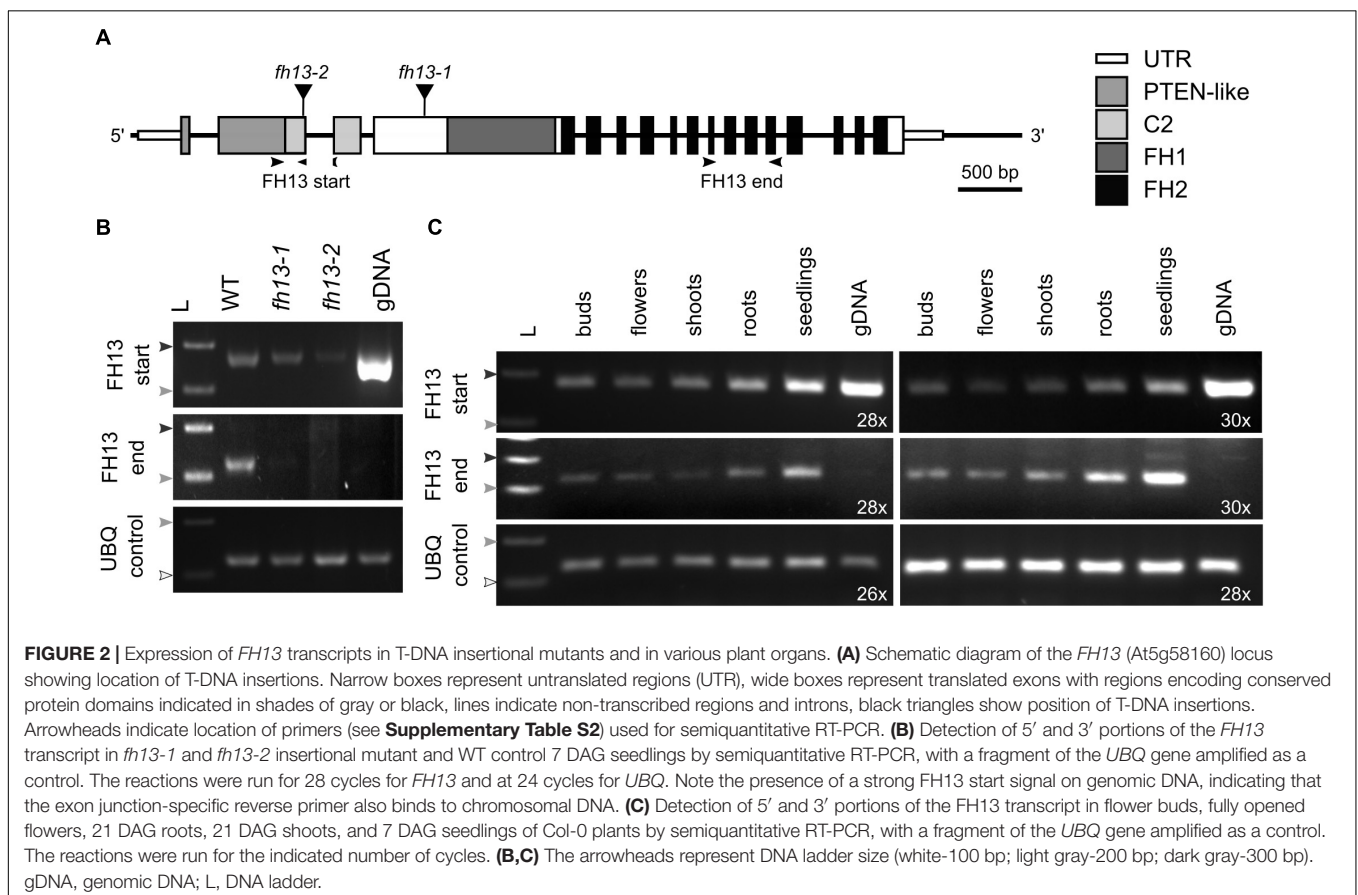 A
fh13-2
fh13-1
5'
3'
FH13 start
FH13 end
500 bp
UTR
PTEN-like
C2
FH1
FH2
B
L
WT
fh13-1
fh13-2
gDNA
FH13 start
FH13 end
UBQ control
C
L
buds
flowers
shoots
roots
seedlings
gDNA
buds
flowers
shoots
roots
seedlings
gDNA
FH13 start
28x
30x
FH13 end
28x
30x
UBQ control
26x
28x
FIGURE 2 | Expression of FH13 transcripts in T-DNA insertional mutants and in various plant organs. (A) Schematic diagram of the FH13 (At5g58160) locus
showing location of T-DNA insertions. Narrow boxes represent untranslated regions (UTR), wide boxes represent translated exons with regions encoding conserved
protein domains indicated in shades of gray or black, lines indicate non-transcribed regions and introns, black triangles show position of T-DNA insertions.
Arrowheads indicate location of primers (see Supplementary Table S2) used for semiquantitative RT-PCR. (B) Detection of 5′ and 3′ portions of the FH13
transcript in fh13-1 and fh13-2 insertional mutant and WT control 7 DAG seedlings by semiquantitative RT-PCR, with a fragment of the UBQ gene amplified as a
control. The reactions were run for 28 cycles for FH13 and at 24 cycles for UBQ. Note the presence of a strong FH13 start signal on genomic DNA, indicating that
the exon junction-specific reverse primer also binds to chromosomal DNA. (C) Detection of 5′ and 3′ portions of the FH13 transcript in flower buds, fully opened
flowers, 21 DAG roots, 21 DAG shoots, and 7 DAG seedlings of Col-0 plants by semiquantitative RT-PCR, with a fragment of the UBQ gene amplified as a control.
The reactions were run for the indicated number of cycles. (B,C) The arrowheads represent DNA ladder size (white-100 bp; light gray-200 bp; dark gray-300 bp).
gDNA, genomic DNA; L, DNA ladder.